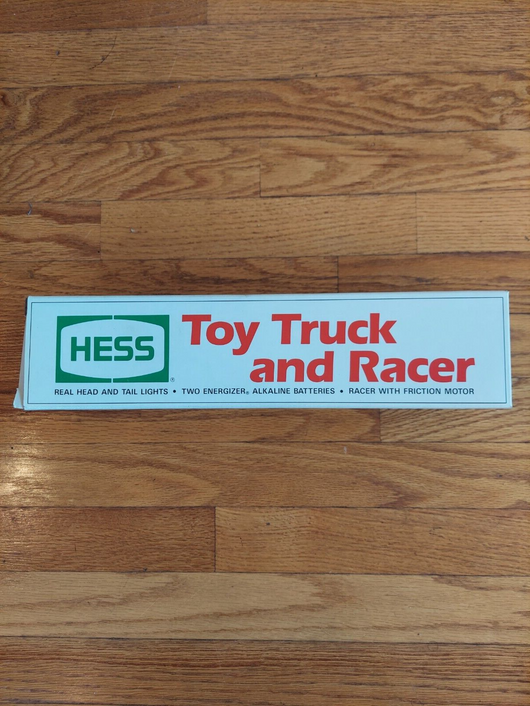 HESS®
Toy Truck
and Racer
REAL HEAD AND TAIL LIGHTS • TWO ENERGIZER® ALKALINE BATTERIES • RACER WITH FRICTION MOTOR